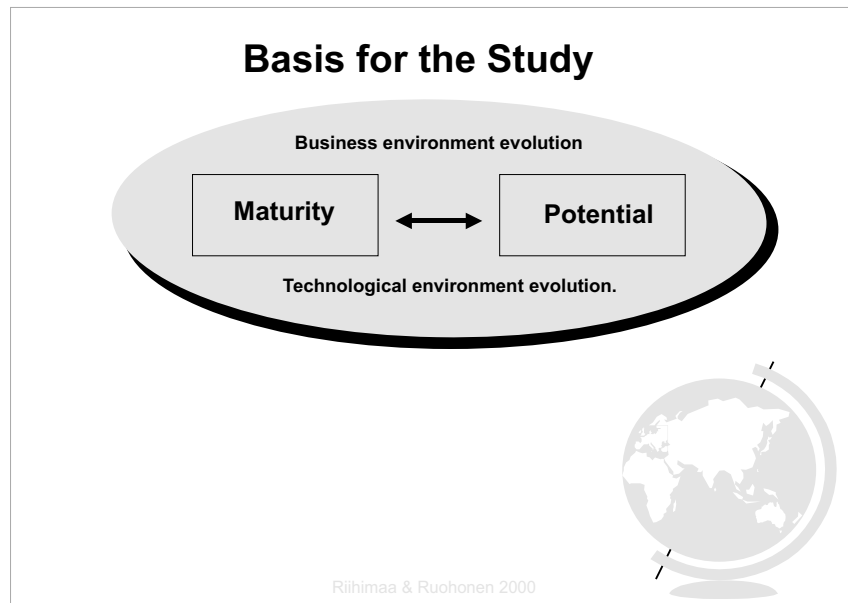 Basis for the Study
Business environment evolution
Maturity
Potential
Technological environment evolution.
Riihimaa & Ruohonen 2000